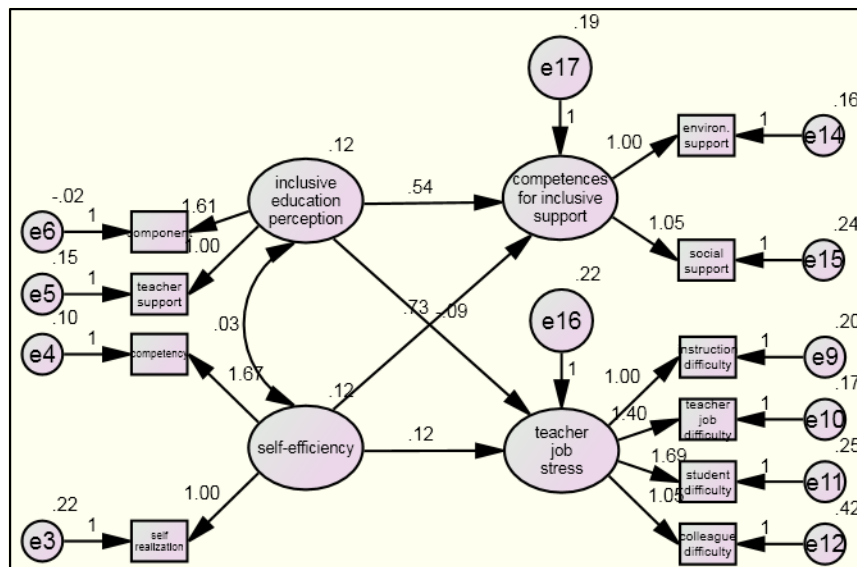 .19
e17
1
.16
environ.
support
1
e14
1.00
.12
inclusive
education
perception
.54
competences
for inclusive
support
-.02
e6
1
componen
1.61
.15
e5
1
teacher
support
1.00
1.05
.24
social
support
1
e15
.10
e4
1
competency
.03
.22
e16
1
.73
-.09
1.67
.12
.20
nstruction
difficulty
1
e9
1.00
.17
teacher
job
difficulty
1
e10
1.40
self-efficiency
.12
teacher
job
stress
.25
student
difficulty
1
e11
1.69
1.05
.22
e3
1
self
realization
1.00
.42
colleague
difficulty
1
e12